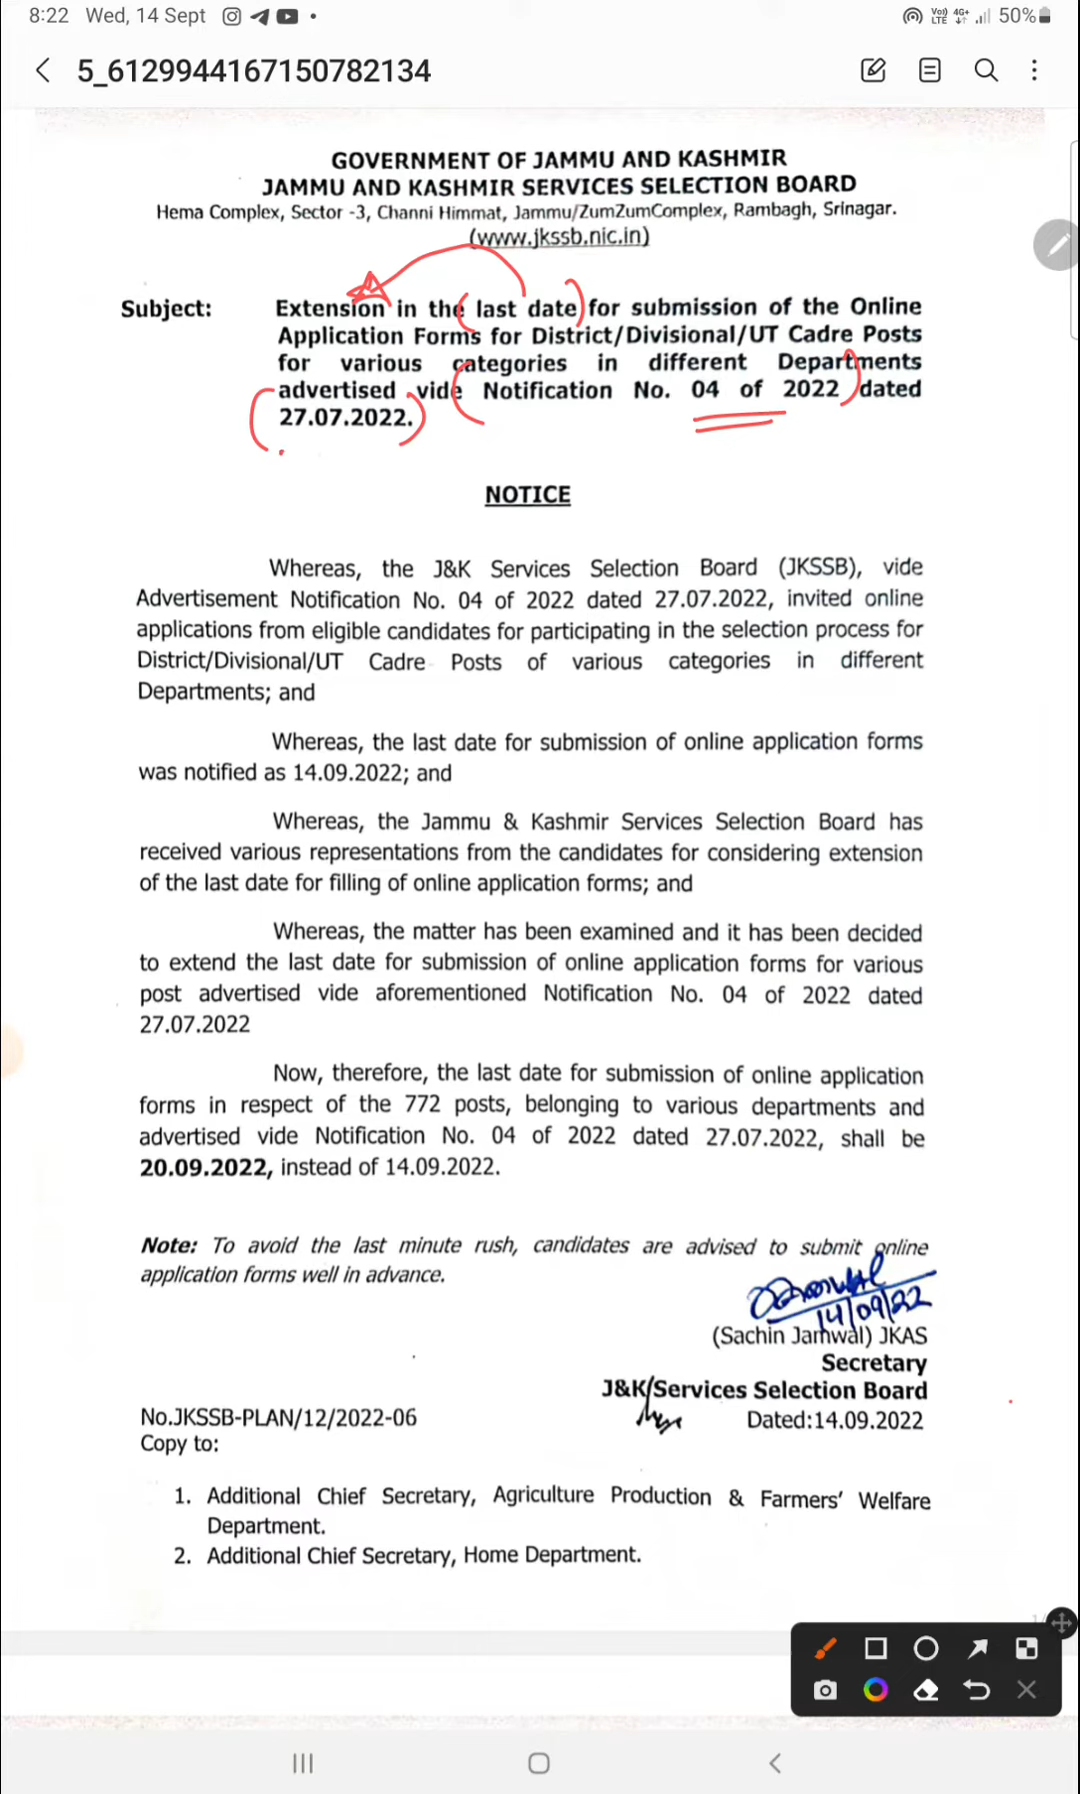 8:22 Wed, 14 Sept
Vo) LTE 4G+ 50%
5_6129944167150782134
GOVERNMENT OF JAMMU AND KASHMIR
JAMMU AND KASHMIR SERVICES SELECTION BOARD
Hema Complex, Sector -3, Channi Himmat, Jammu/ZumZumComplex, Rambagh, Srinagar.
(www.jkssb.nic.in)
Subject: Extension in the last date for submission of the Online
Application Forms for District/Divisional/UT Cadre Posts
for various categories in different Departments
advertised vide Notification No. 04 of 2022 dated
27.07.2022.
NOTICE
Whereas, the J&K Services Selection Board (JKSSB), vide
Advertisement Notification No. 04 of 2022 dated 27.07.2022, invited online
applications from eligible candidates for participating in the selection process for
District/Divisional/UT Cadre Posts of various categories in different
Departments; and
Whereas, the last date for submission of online application forms
was notified as 14.09.2022; and
Whereas, the Jammu & Kashmir Services Selection Board has
received various representations from the candidates for considering extension
of the last date for filling of online application forms; and
Whereas, the matter has been examined and it has been decided
to extend the last date for submission of online application forms for various
post advertised vide aforementioned Notification No. 04 of 2022 dated
27.07.2022
Now, therefore, the last date for submission of online application
forms in respect of the 772 posts, belonging to various departments and
advertised vide Notification No. 04 of 2022 dated 27.07.2022, shall be
20.09.2022, instead of 14.09.2022.
Note: To avoid the last minute rush, candidates are advised to submit online
application forms well in advance.
14/09/22
(Sachin Jamwal) JKAS
Secretary
J&K Services Selection Board
No.JKSSB-PLAN/12/2022-06 Dated:14.09.2022
Copy to:
1. Additional Chief Secretary, Agriculture Production & Farmers' Welfare
Department.
2. Additional Chief Secretary, Home Department.